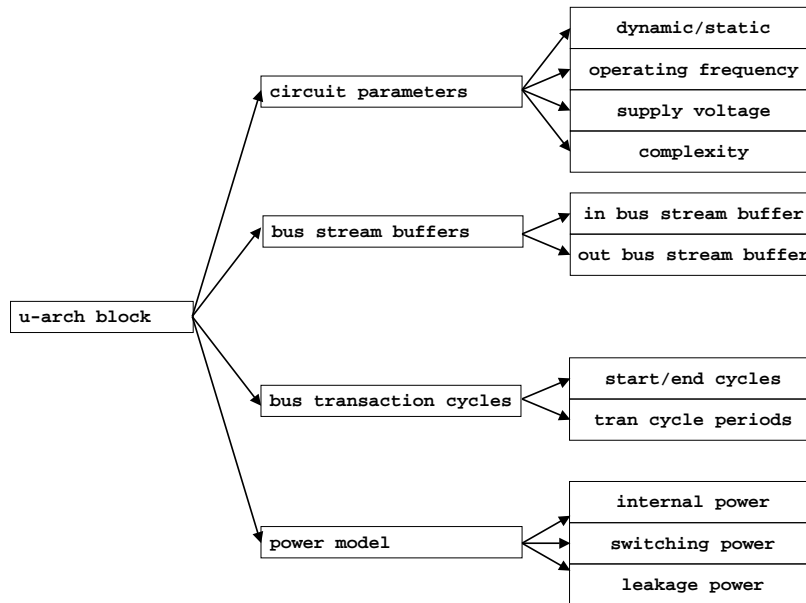 dynamic/static
operating frequency
circuit parameters
supply voltage
complexity
in bus stream buffer
bus stream buffers
out bus stream buffer
u-arch block
start/end cycles
bus transaction cycles
tran cycle periods
internal power
power model
switching power
leakage power